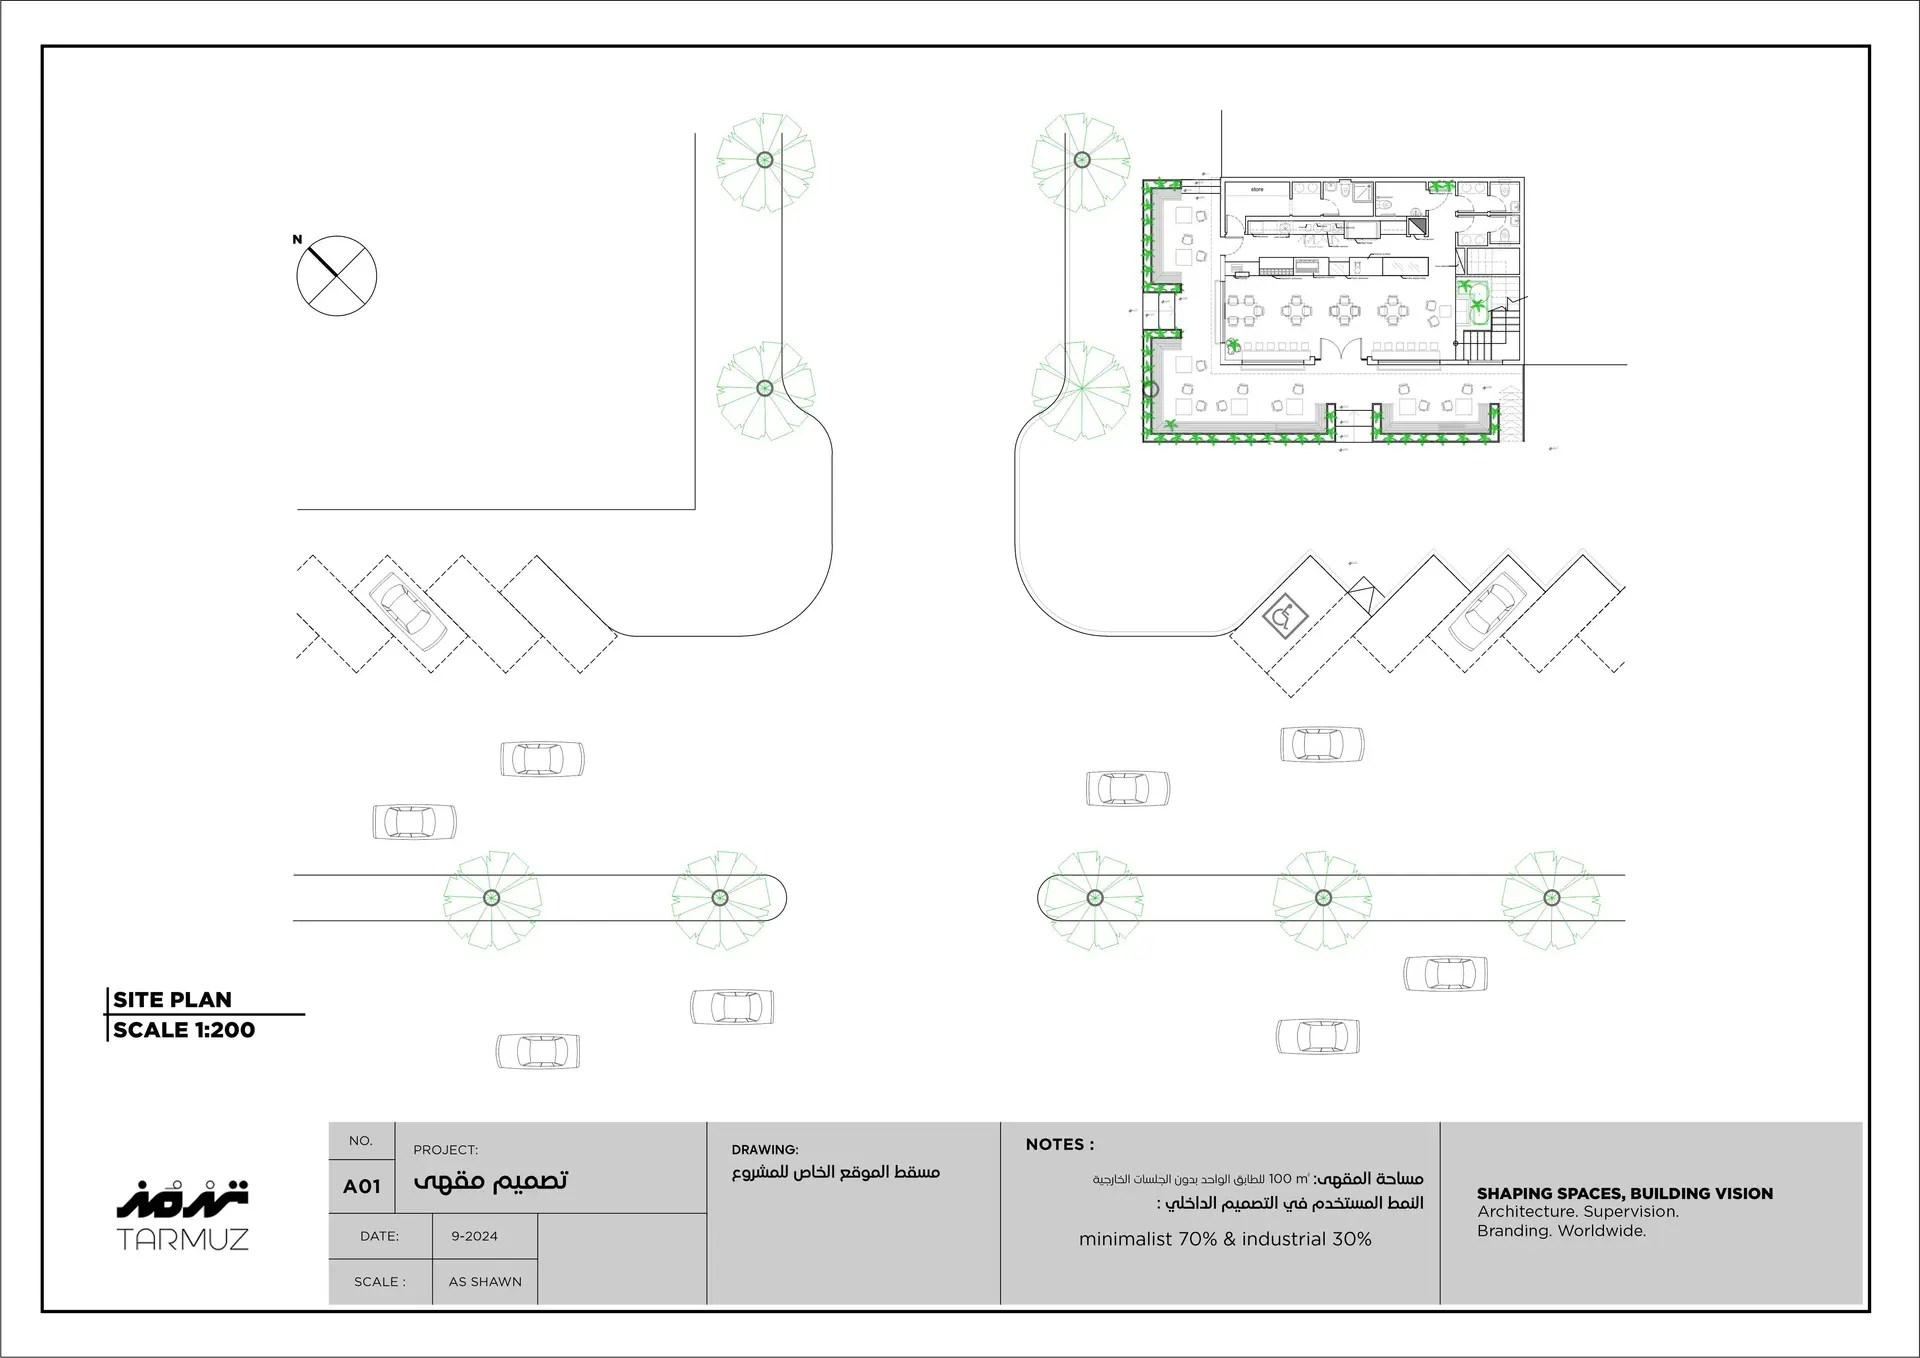 N
store
SITE PLAN
SCALE 1:200
ترمز
TARMUZ
NO.
A01
PROJECT:
تصميم مقهى
DATE:
9-2024
SCALE :
AS SHAWN
DRAWING:
مسقط الموقع الخاص للمشروع
NOTES :
مساحة المقهى: 100 m² للطابق الواحد بدون الجلسات الخارجية
النمط المستخدم في التصميم الداخلي :
minimalist 70% & industrial 30%
SHAPING SPACES, BUILDING VISION
Architecture. Supervision.
Branding. Worldwide.